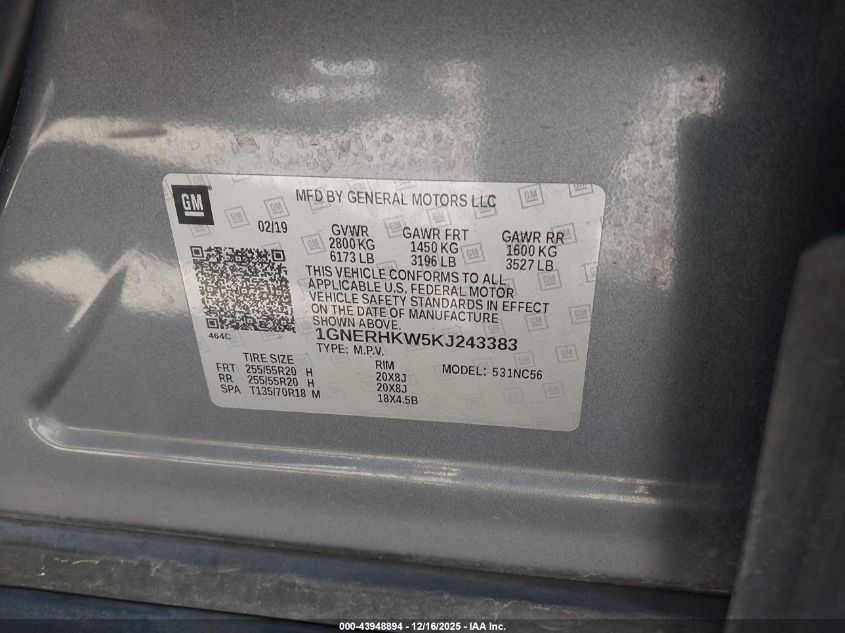 GM
MFD BY GENERAL MOTORS LLC
02/19
GVWR GAWR FRT GAWR RR
2800 KG 1450 KG 1600 KG
6173 LB 3196 LB 3527 LB
THIS VEHICLE CONFORMS TO ALL
APPLICABLE U.S. FEDERAL MOTOR
VEHICLE SAFETY STANDARDS IN EFFECT
ON THE DATE OF MANUFACTURE
SHOWN ABOVE.
464C
1GNERHKW5KJ243383
TYPE: M.P.V.
TIRE SIZE RIM MODEL: 531NC56
FRT 255/55R20 H 20X8J
RR 255/55R20 H 20X8J
SPA T135/70R18 M 18X4.5B
000-43948894 - 12/16/2025 - IAA Inc.